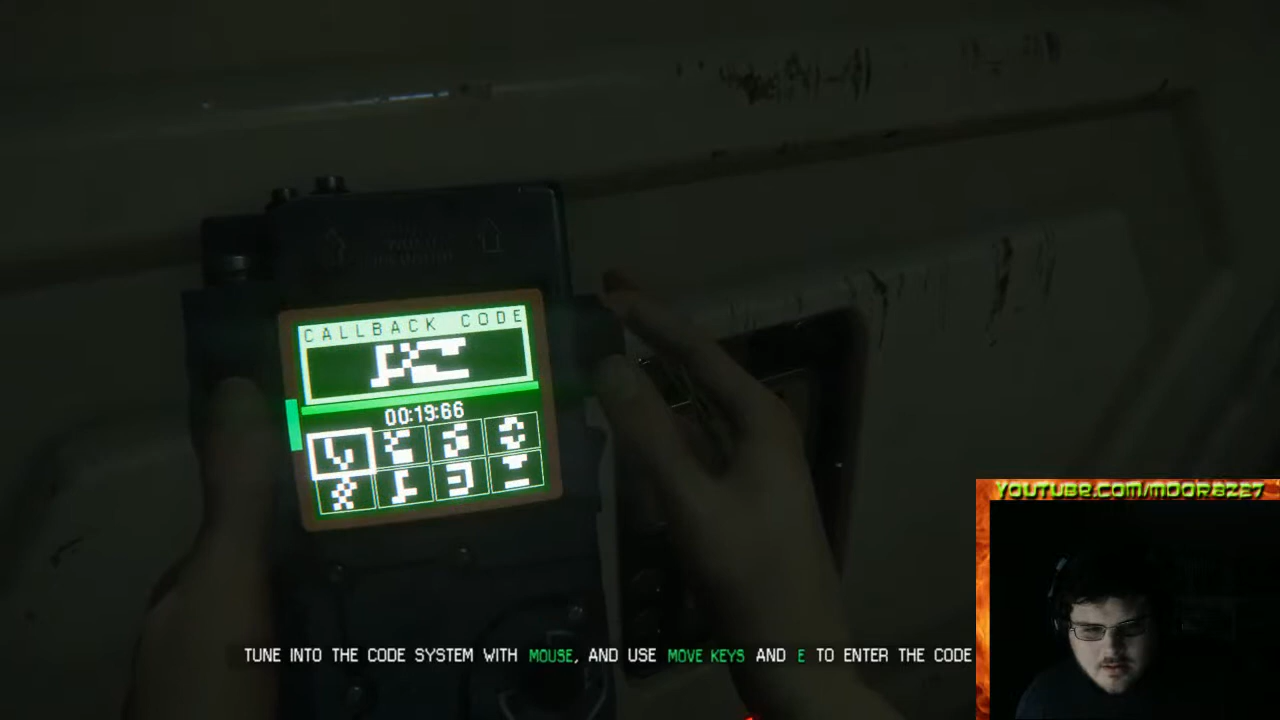 YOUTUBE.COM/MOORBZ27
CALLBACK CODE
00:19:66
TUNE INTO THE CODE SYSTEM WITH MOUSE, AND USE MOVE KEYS AND E TO ENTER THE CODE